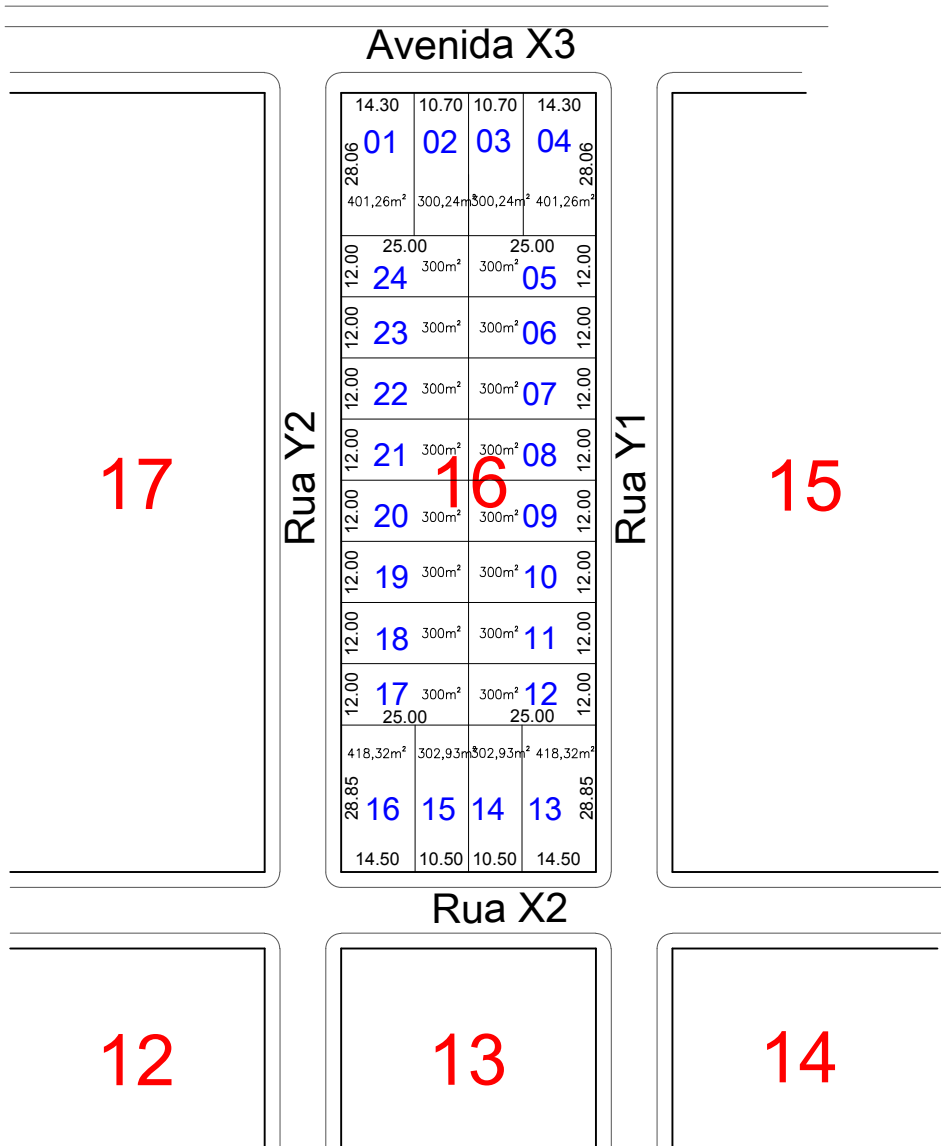 Avenida X3
14.30 10.70 10.70 14.30
01 02 03 04
28.06 28.06
401,26m² 300,24m² 300,24m² 401,26m²
25.00 25.00
12.00 24 300m² 300m² 05 12.00
12.00 23 300m² 300m² 06 12.00
12.00 22 300m² 300m² 07 12.00
12.00 21 300m² 300m² 08 12.00
17 Rua Y2 16 Rua Y1 15
12.00 20 300m² 300m² 09 12.00
12.00 19 300m² 300m² 10 12.00
12.00 18 300m² 300m² 11 12.00
12.00 17 300m² 300m² 12 12.00
25.00 25.00
418,32m² 302,93m² 302,93m² 418,32m²
28.85 16 15 14 13 28.85
14.50 10.50 10.50 14.50
Rua X2
12 13 14